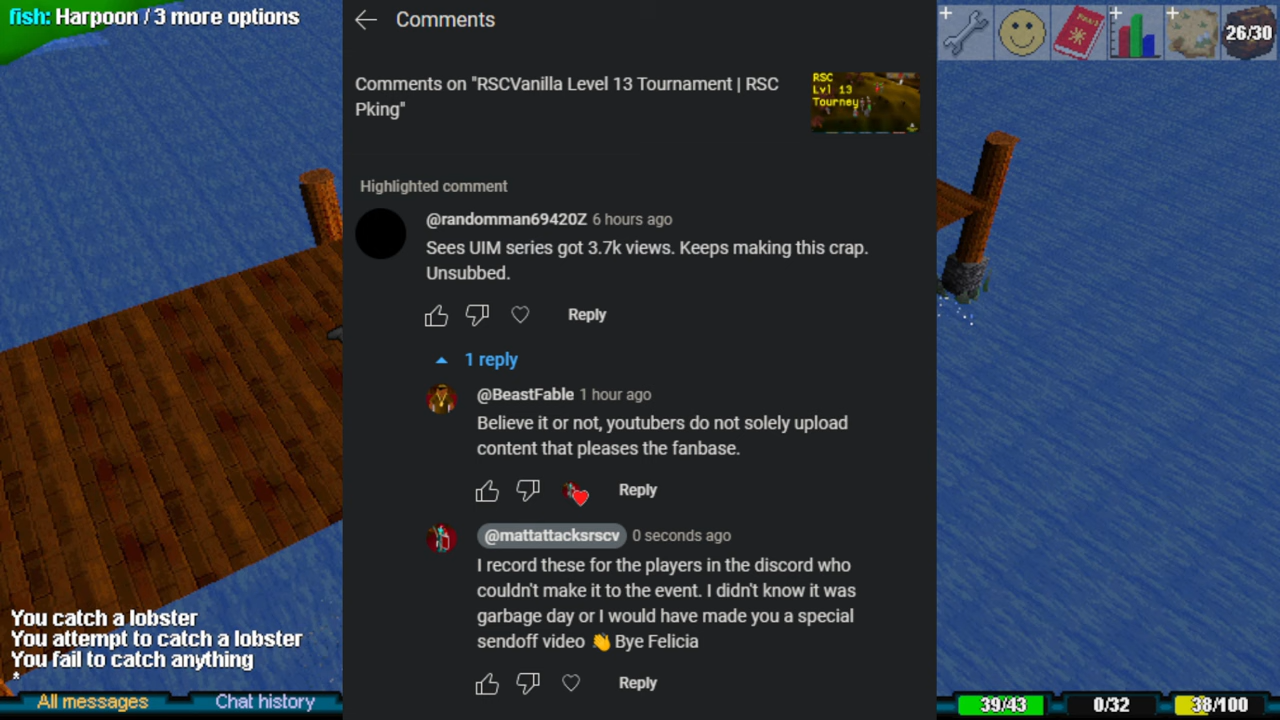 fish: Harpoon / 3 more options
Comments
26/30
Comments on "RSCVanilla Level 13 Tournament | RSC
Pking"
RSC
Lvl 13
Tourney
Highlighted comment
@randomman69420Z 6 hours ago
Sees UIM series got 3.7k views. Keeps making this crap.
Unsubbed.
Reply
1 reply
@BeastFable 1 hour ago
Believe it or not, youtubers do not solely upload
content that pleases the fanbase.
Reply
@mattattacksrscv 0 seconds ago
I record these for the players in the discord who
couldn't make it to the event. I didn't know it was
garbage day or I would have made you a special
sendoff video 👋 Bye Felicia
Reply
You catch a lobster
You attempt to catch a lobster
You fail to catch anything
*
All messages
Chat history
39/43
0/32
38/100